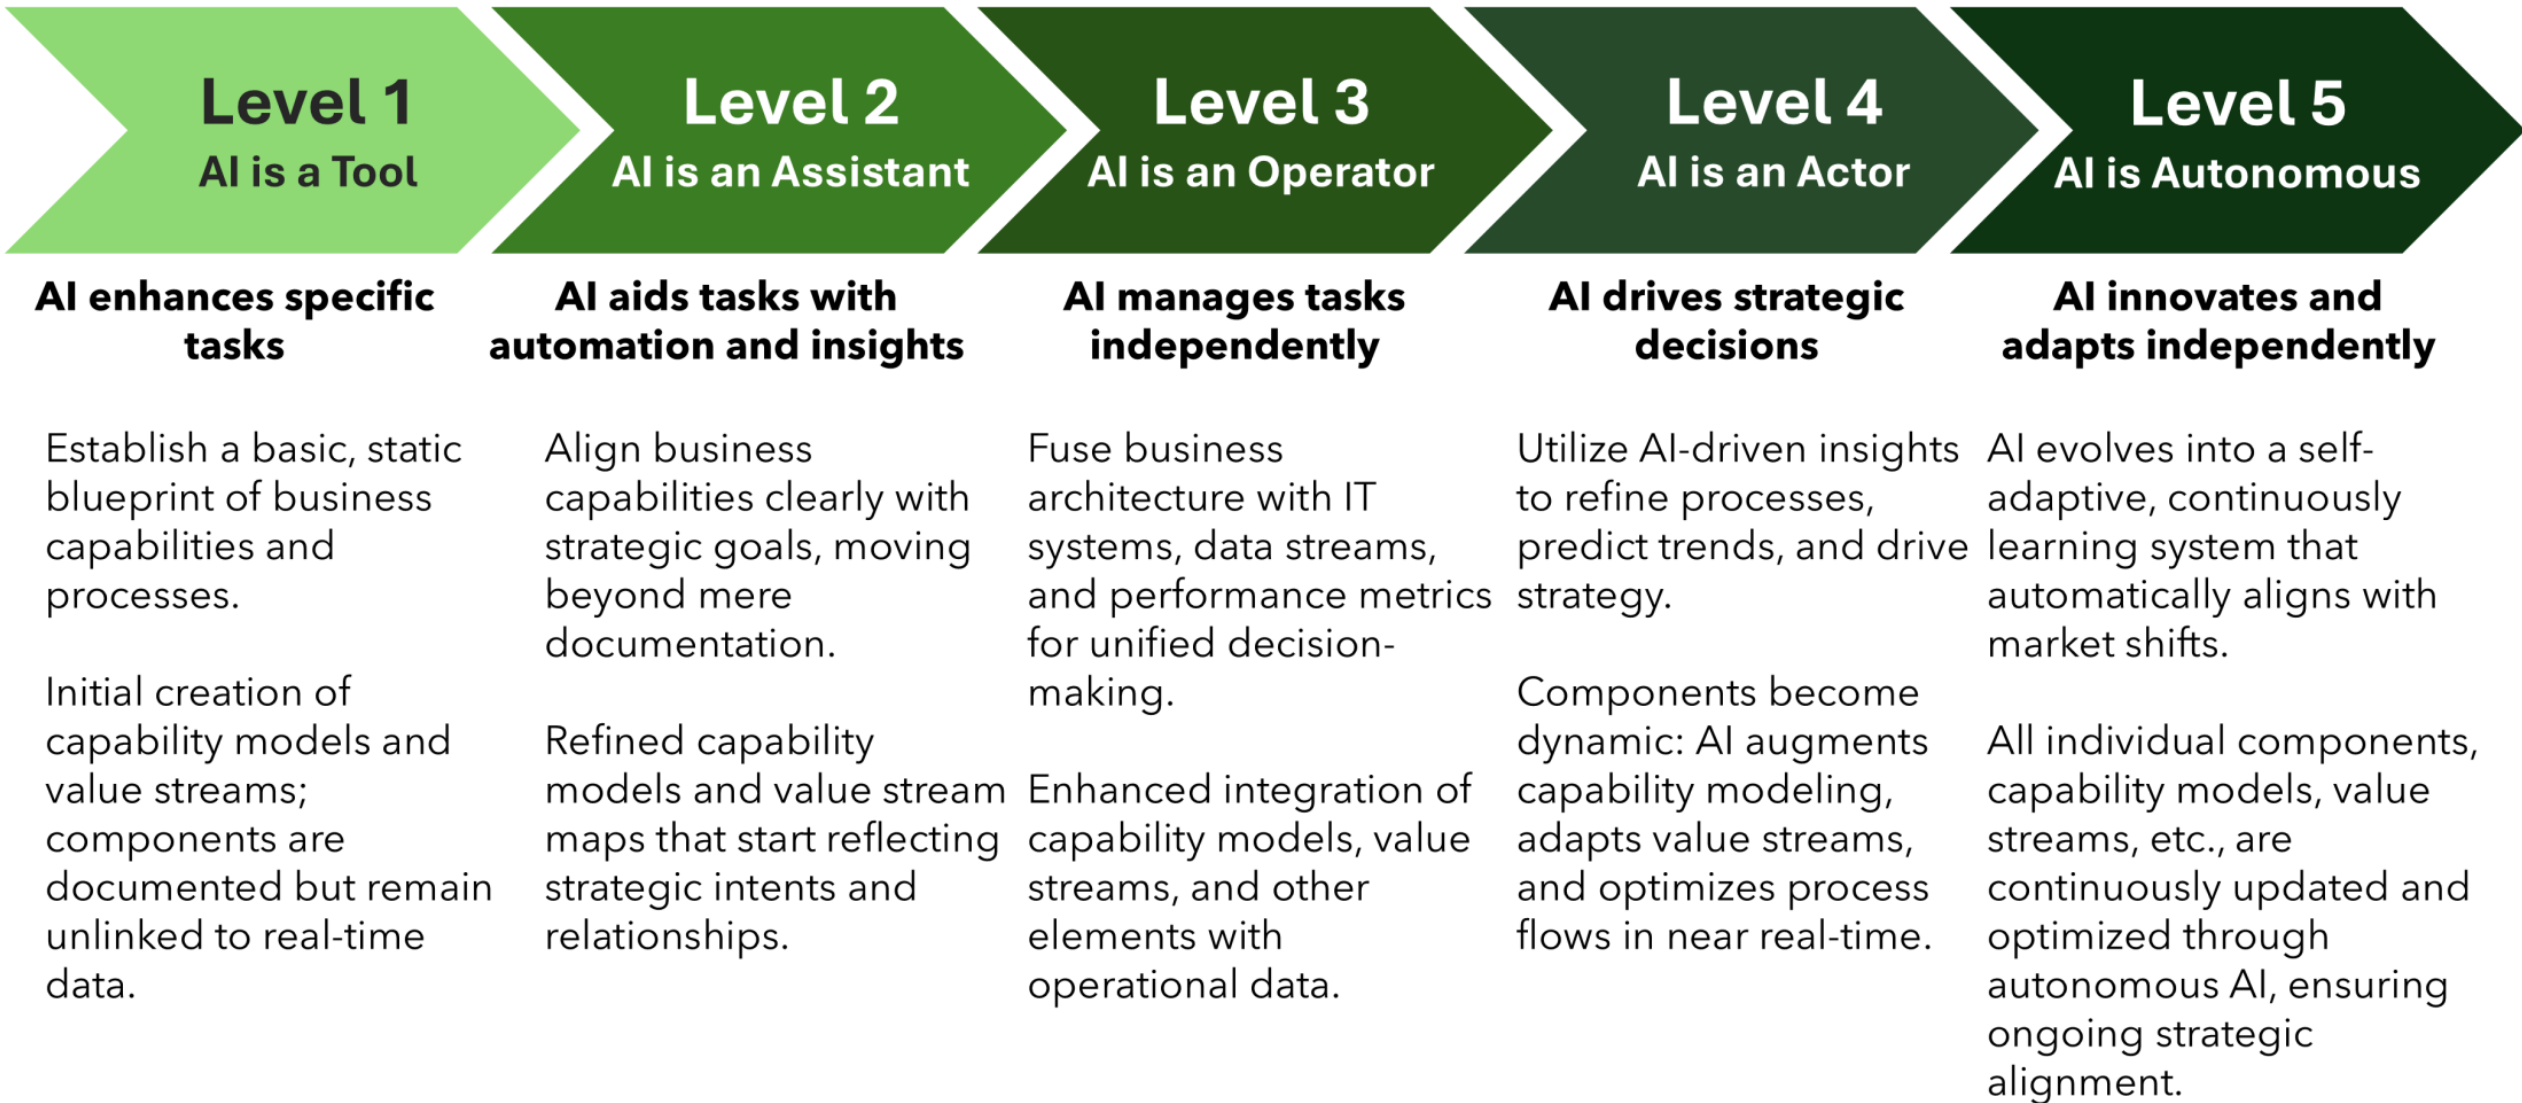 Level 1
AI is a Tool
Level 2
AI is an Assistant
Level 3
AI is an Operator
Level 4
AI is an Actor
Level 5
AI is Autonomous
AI enhances specific
tasks
Establish a basic, static
blueprint of business
capabilities and
processes.
Initial creation of
capability models and
value streams;
components are
documented but remain
unlinked to real-time
data.
AI aids tasks with
automation and insights
Align business
capabilities clearly with
strategic goals, moving
beyond mere
documentation.
Refined capability
models and value stream
maps that start reflecting
strategic intents and
relationships.
AI manages tasks
independently
Fuse business
architecture with IT
systems, data streams,
and performance metrics
for unified decision-
making.
Enhanced integration of
capability models, value
streams, and other
elements with
operational data.
AI drives strategic
decisions
Utilize AI-driven insights
to refine processes,
predict trends, and drive
strategy.
Components become
dynamic: AI augments
capability modeling,
adapts value streams,
and optimizes process
flows in near real-time.
AI innovates and
adapts independently
AI evolves into a self-
adaptive, continuously
learning system that
automatically aligns with
market shifts.
All individual components,
capability models, value
streams, etc., are
continuously updated and
optimized through
autonomous AI, ensuring
ongoing strategic
alignment.